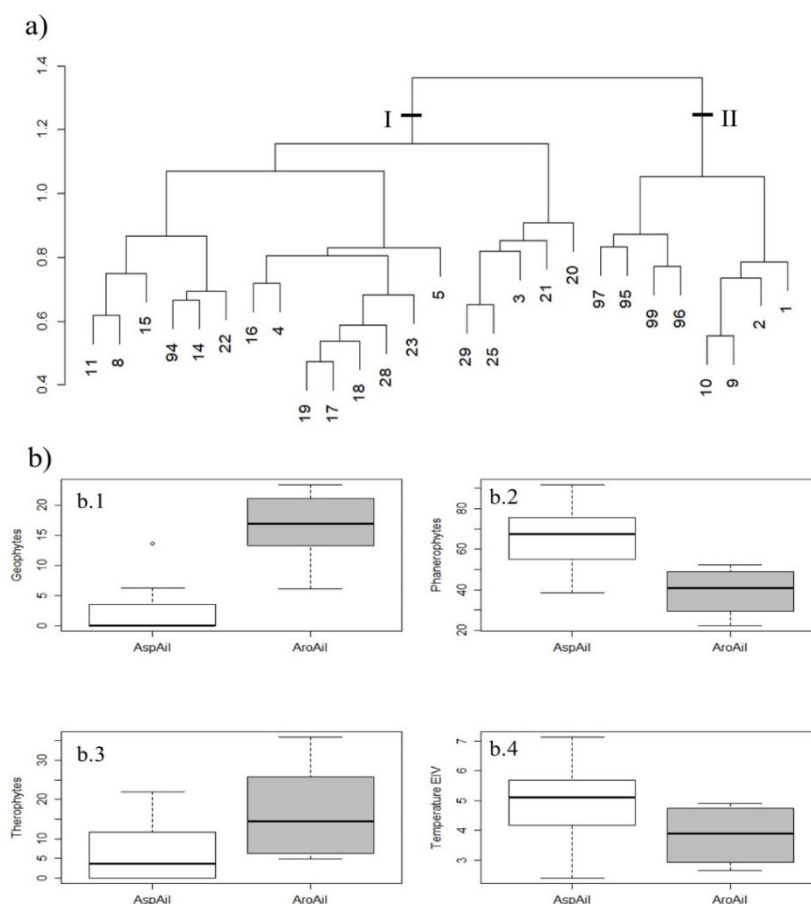 a)
1.4
1.2
1.0
0.8
0.6
0.4
I II
11 8 15 94 14 22 16 4 19 17 18 28 23 5 29 25 3 21 20 97 95 99 96 10 9 2 1
b)
b.1
Geophytes
20
15
10
5
0
AspAil AroAil
b.2
Phanerophytes
80
60
40
20
AspAil AroAil
b.3
Therophytes
30
20
10
5
0
AspAil AroAil
b.4
Temperature EIV
7
6
5
4
3
AspAil AroAil